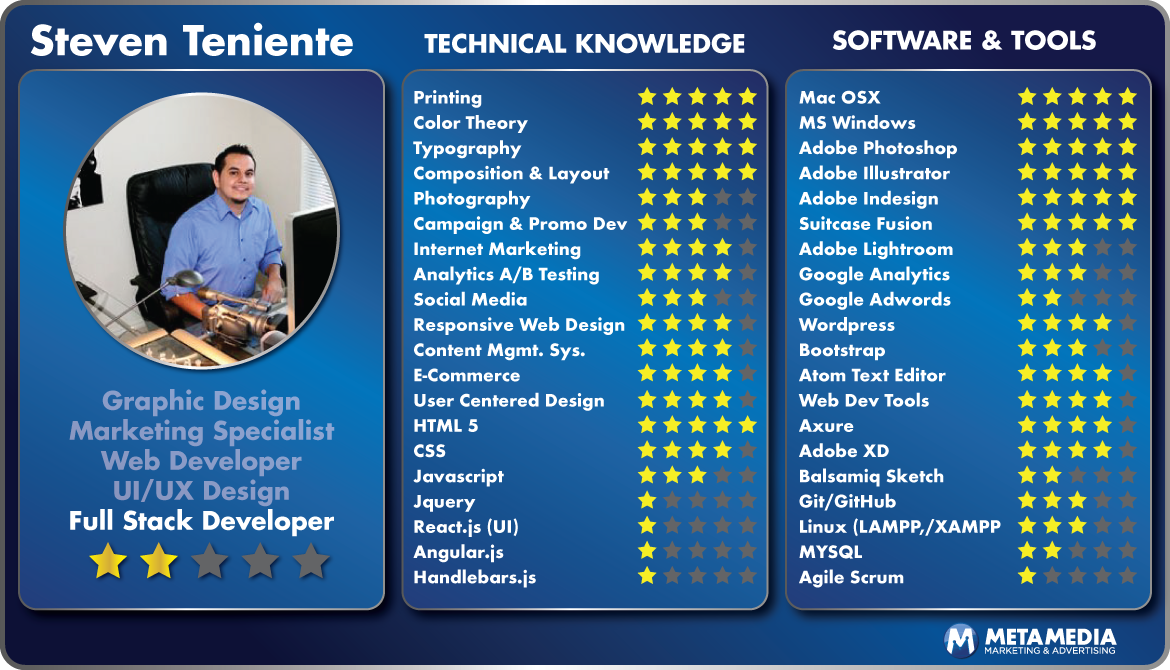 Steven Teniente
Graphic Design
Marketing Specialist
Web Developer
UI/UX Design
Full Stack Developer
TECHNICAL KNOWLEDGE
Printing
Color Theory
Typography
Composition & Layout
Photography
Campaign & Promo Dev
Internet Marketing
Analytics A/B Testing
Social Media
Responsive Web Design
Content Mgmt. Sys.
E-Commerce
User Centered Design
HTML 5
CSS
Javascript
Jquery
React.js (UI)
Angular.js
Handlebars.js
SOFTWARE & TOOLS
Mac OSX
MS Windows
Adobe Photoshop
Adobe Illustrator
Adobe Indesign
Suitcase Fusion
Adobe Lightroom
Google Analytics
Google Adwords
Wordpress
Bootstrap
Atom Text Editor
Web Dev Tools
Axure
Adobe XD
Balsamiq Sketch
Git/GitHub
Linux (LAMPP,/XAMPP
MYSQL
Agile Scrum
M METAMEDIA
MARKETING & ADVERTISING